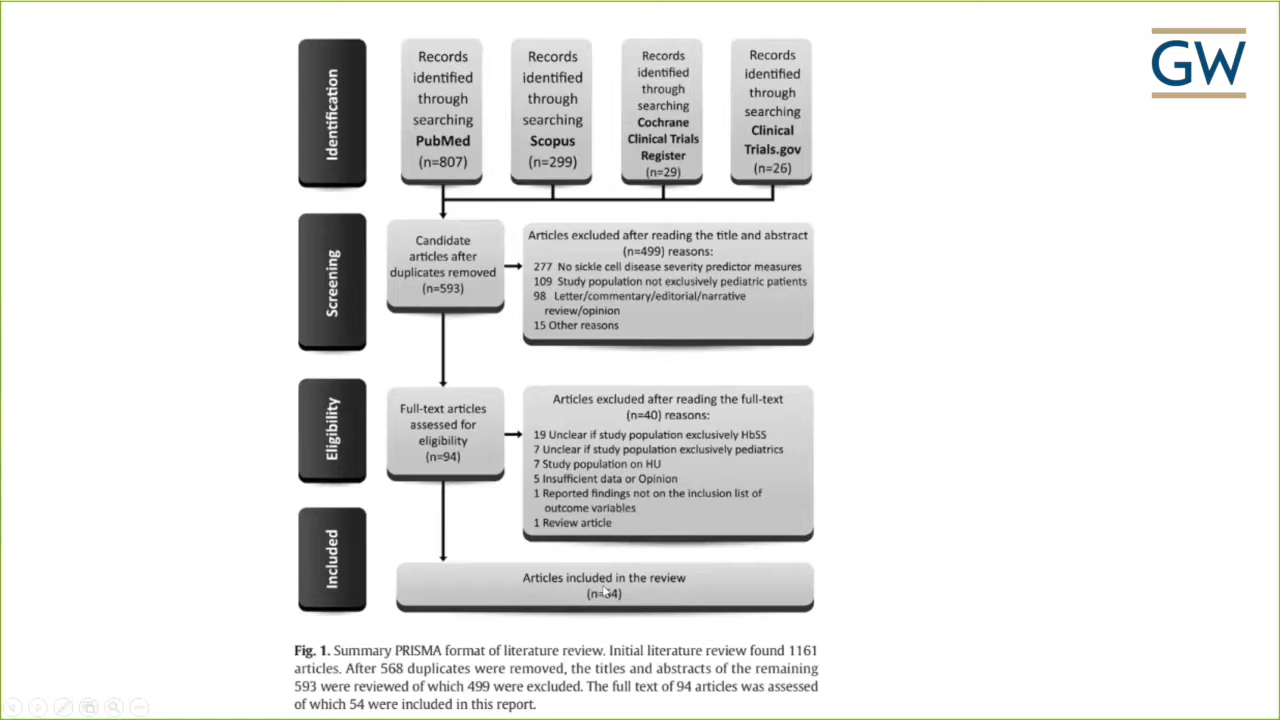 GW
Identification
Records
identified
through
searching
PubMed
(n=807)
Records
identified
through
searching
Scopus
(n=299)
Records
identified
through
searching
Cochrane
Clinical Trials
Register
(n=29)
Records
identified
through
searching
Clinical
Trials.gov
(n=26)
Screening
Candidate
articles after
duplicates removed
(n=593)
Articles excluded after reading the title and abstract
(n=499) reasons:
277 No sickle cell disease severity predictor measures
109 Study population not exclusively pediatric patients
98 Letter/commentary/editorial/narrative
review/opinion
15 Other reasons
Eligibility
Full-text articles
assessed for
eligibility
(n=94)
Articles excluded after reading the full-text
(n=40) reasons:
19 Unclear if study population exclusively HbSS
7 Unclear if study population exclusively pediatrics
7 Study population on HU
5 Insufficient data or Opinion
1 Reported findings not on the inclusion list of
outcome variables
1 Review article
Included
Articles included in the review
Fig. 1. Summary PRISMA format of literature review. Initial literature review found 1161
articles. After 568 duplicates were removed, the titles and abstracts of the remaining
593 were reviewed of which 499 were excluded. The full text of 94 articles was assessed
of which 54 were included in this report.